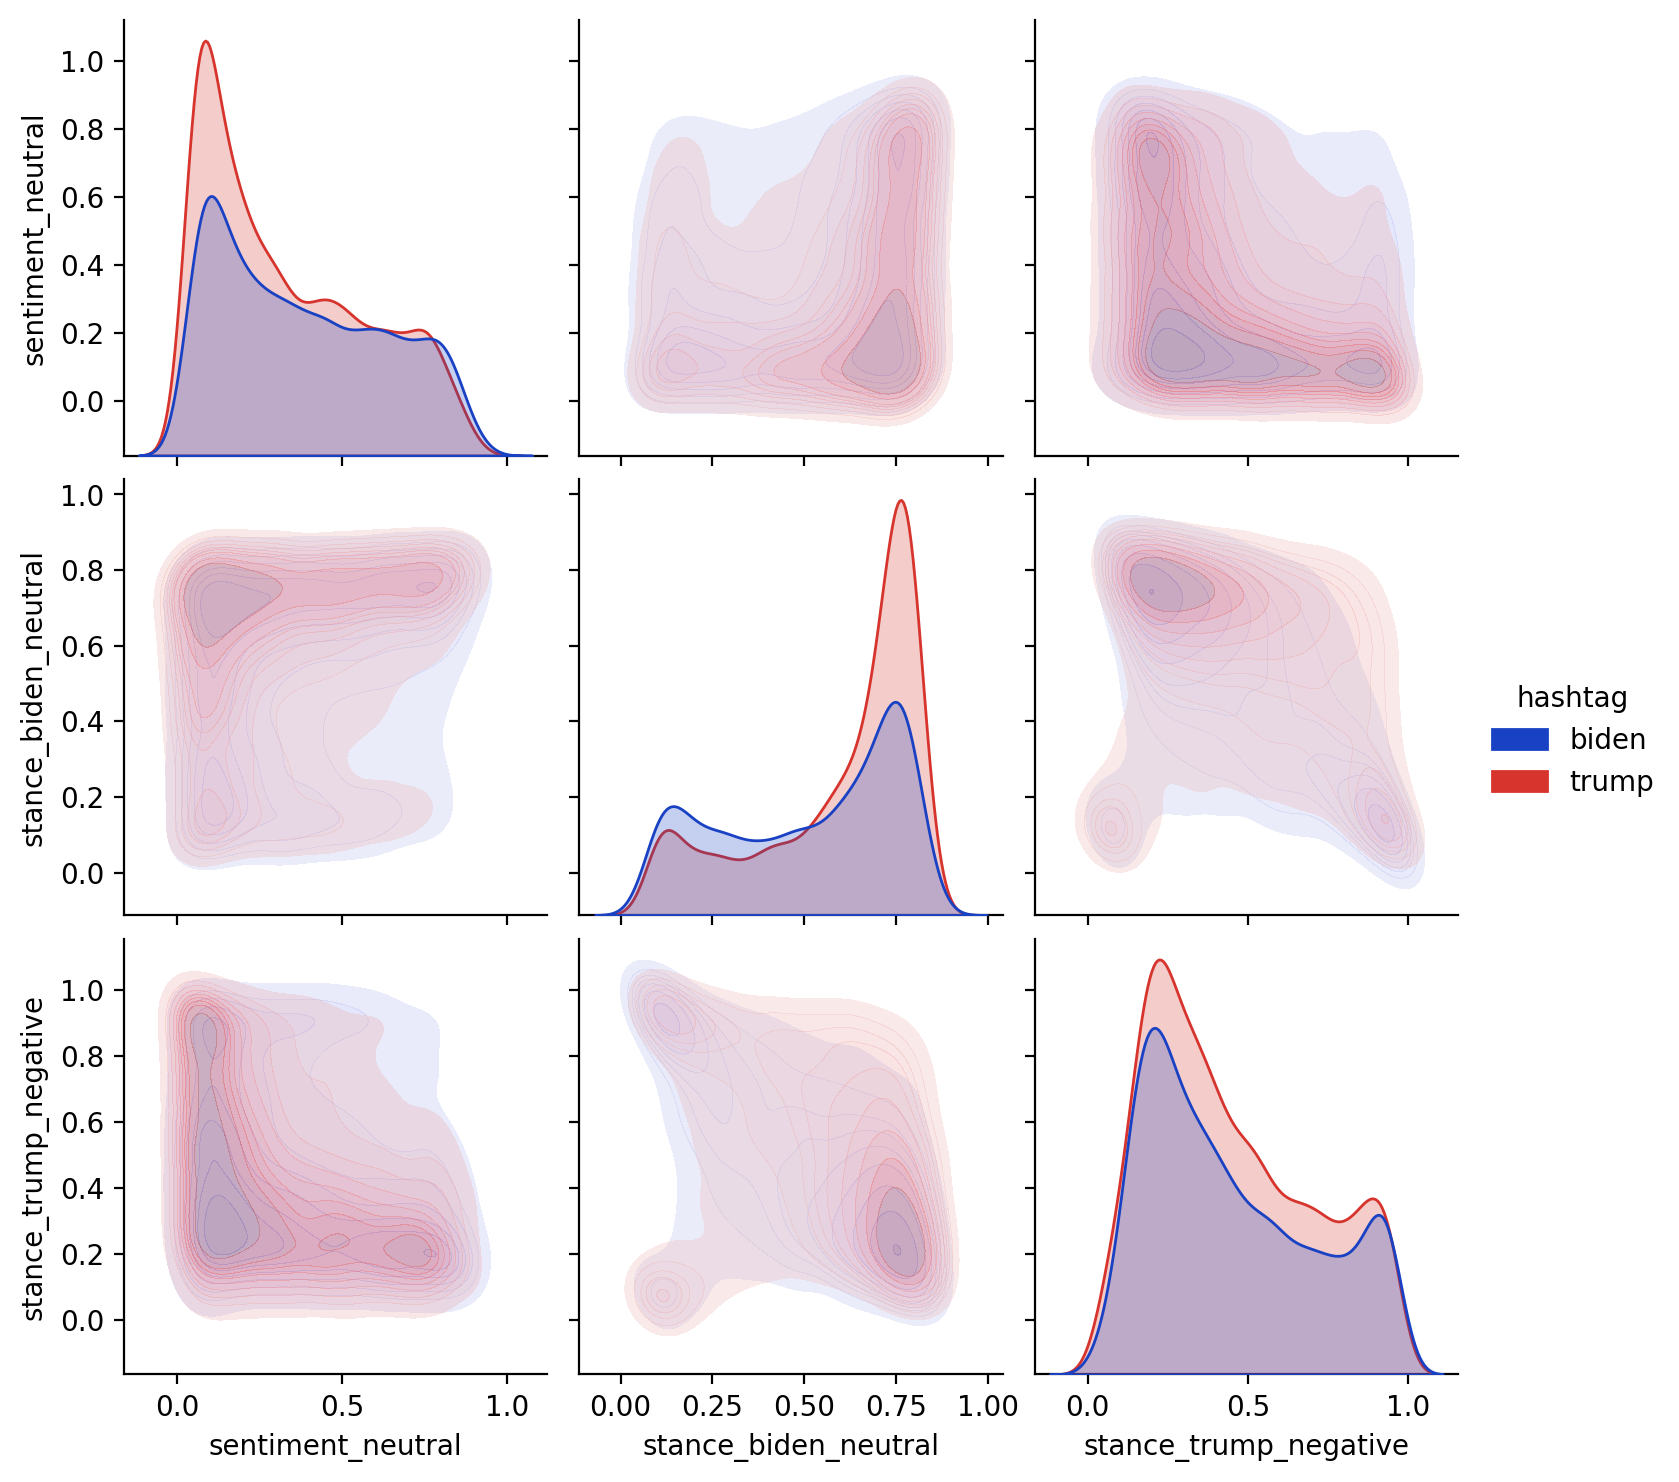 sentiment_neutral
1.0
0.8
0.6
0.4
0.2
0.0
stance_biden_neutral
1.0
0.8
0.6
0.4
0.2
0.0
hashtag
biden
trump
stance_trump_negative
1.0
0.8
0.6
0.4
0.2
0.0
0.0 0.5 1.0
0.00 0.25 0.50 0.75 1.00
0.0 0.5 1.0
sentiment_neutral
stance_biden_neutral
stance_trump_negative